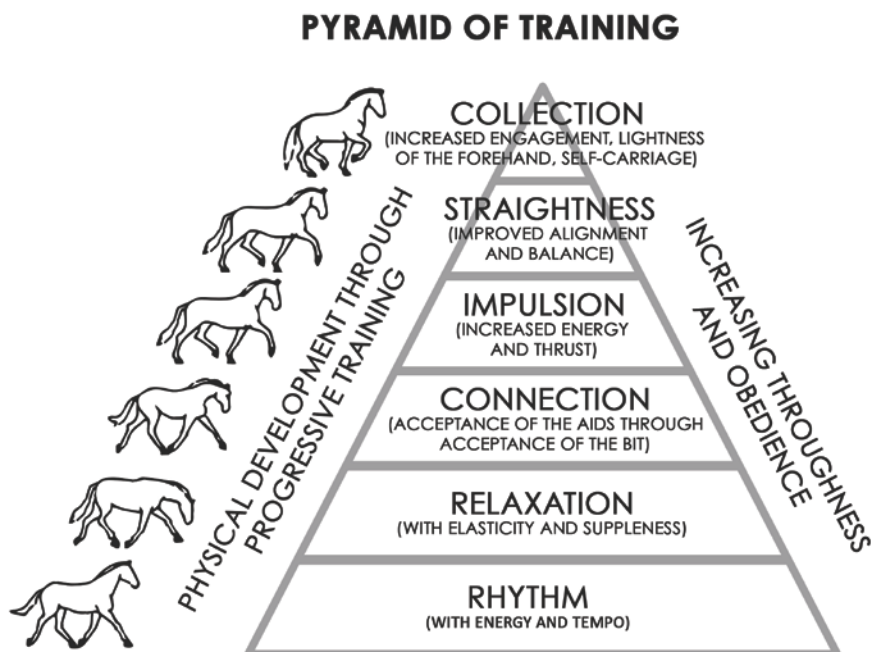 PYRAMID OF TRAINING
COLLECTION
(INCREASED ENGAGEMENT, LIGHTNESS
OF THE FOREHAND, SELF-CARRIAGE)
STRAIGHTNESS
(IMPROVED ALIGNMENT
AND BALANCE)
IMPULSION
(INCREASED ENERGY
AND THRUST)
CONNECTION
(ACCEPTANCE OF THE AIDS THROUGH
ACCEPTANCE OF THE BIT)
RELAXATION
(WITH ELASTICITY AND SUPPLENESS)
RHYTHM
(WITH ENERGY AND TEMPO)
PHYSICAL DEVELOPMENT THROUGH
PROGRESSIVE TRAINING
INCREASING THROUGHNESS
AND OBEDIENCE